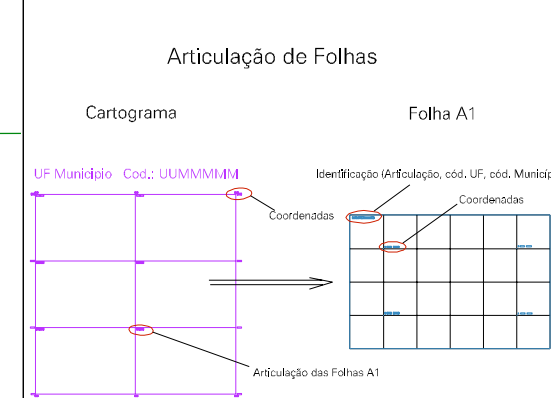 Articulação de Folhas
Cartograma
Folha A1
UF Municipio Cod.: UUMMMMM
Identificação (Articulação, cód. UF, cód. Municíp
Coordenadas
Coordenadas
Articulação das Folhas A1